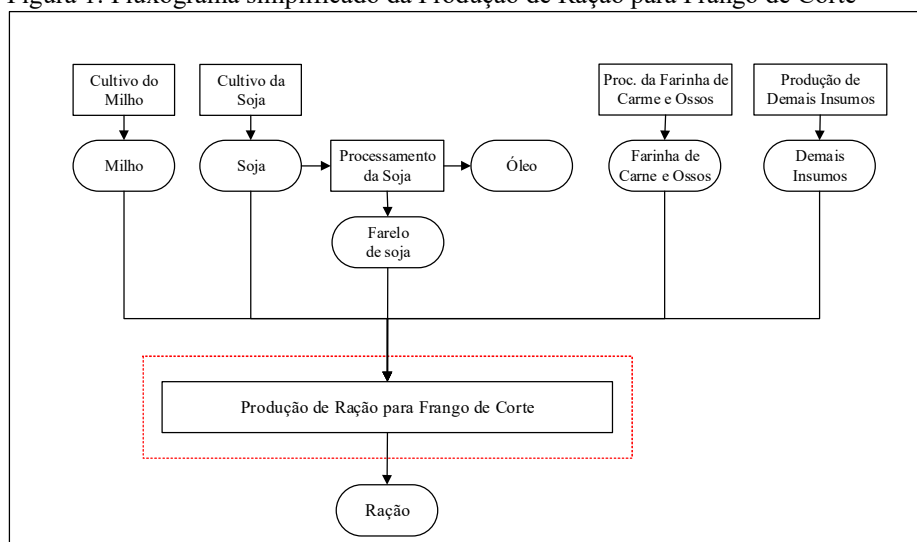 Figura 1. Fluxograma simplificado da Produção de Ração para Frango de Corte
Cultivo do
Milho
Cultivo da
Soja
Proc. da Farinha de
Carme e Ossos
Produção de
Demais Insumos
Milho
Soja
Processamento
da Soja
Óleo
Farinha de
Carne e Ossos
Demais
Insumos
Farelo
de soja
Produção de Ração para Frango de Corte
Ração